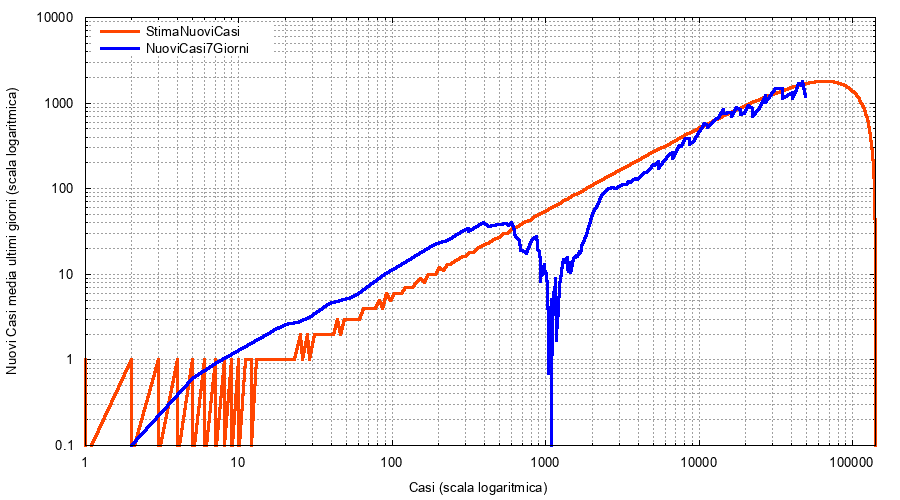 10000
1000
100
10
1
0.1
Nuovi Casi media ultimi giorni (scala logaritmica)
StimaNuoviCasi
NuoviCasi7Giorni
1 10 100 1000 10000 100000
Casi (scala logaritmica)